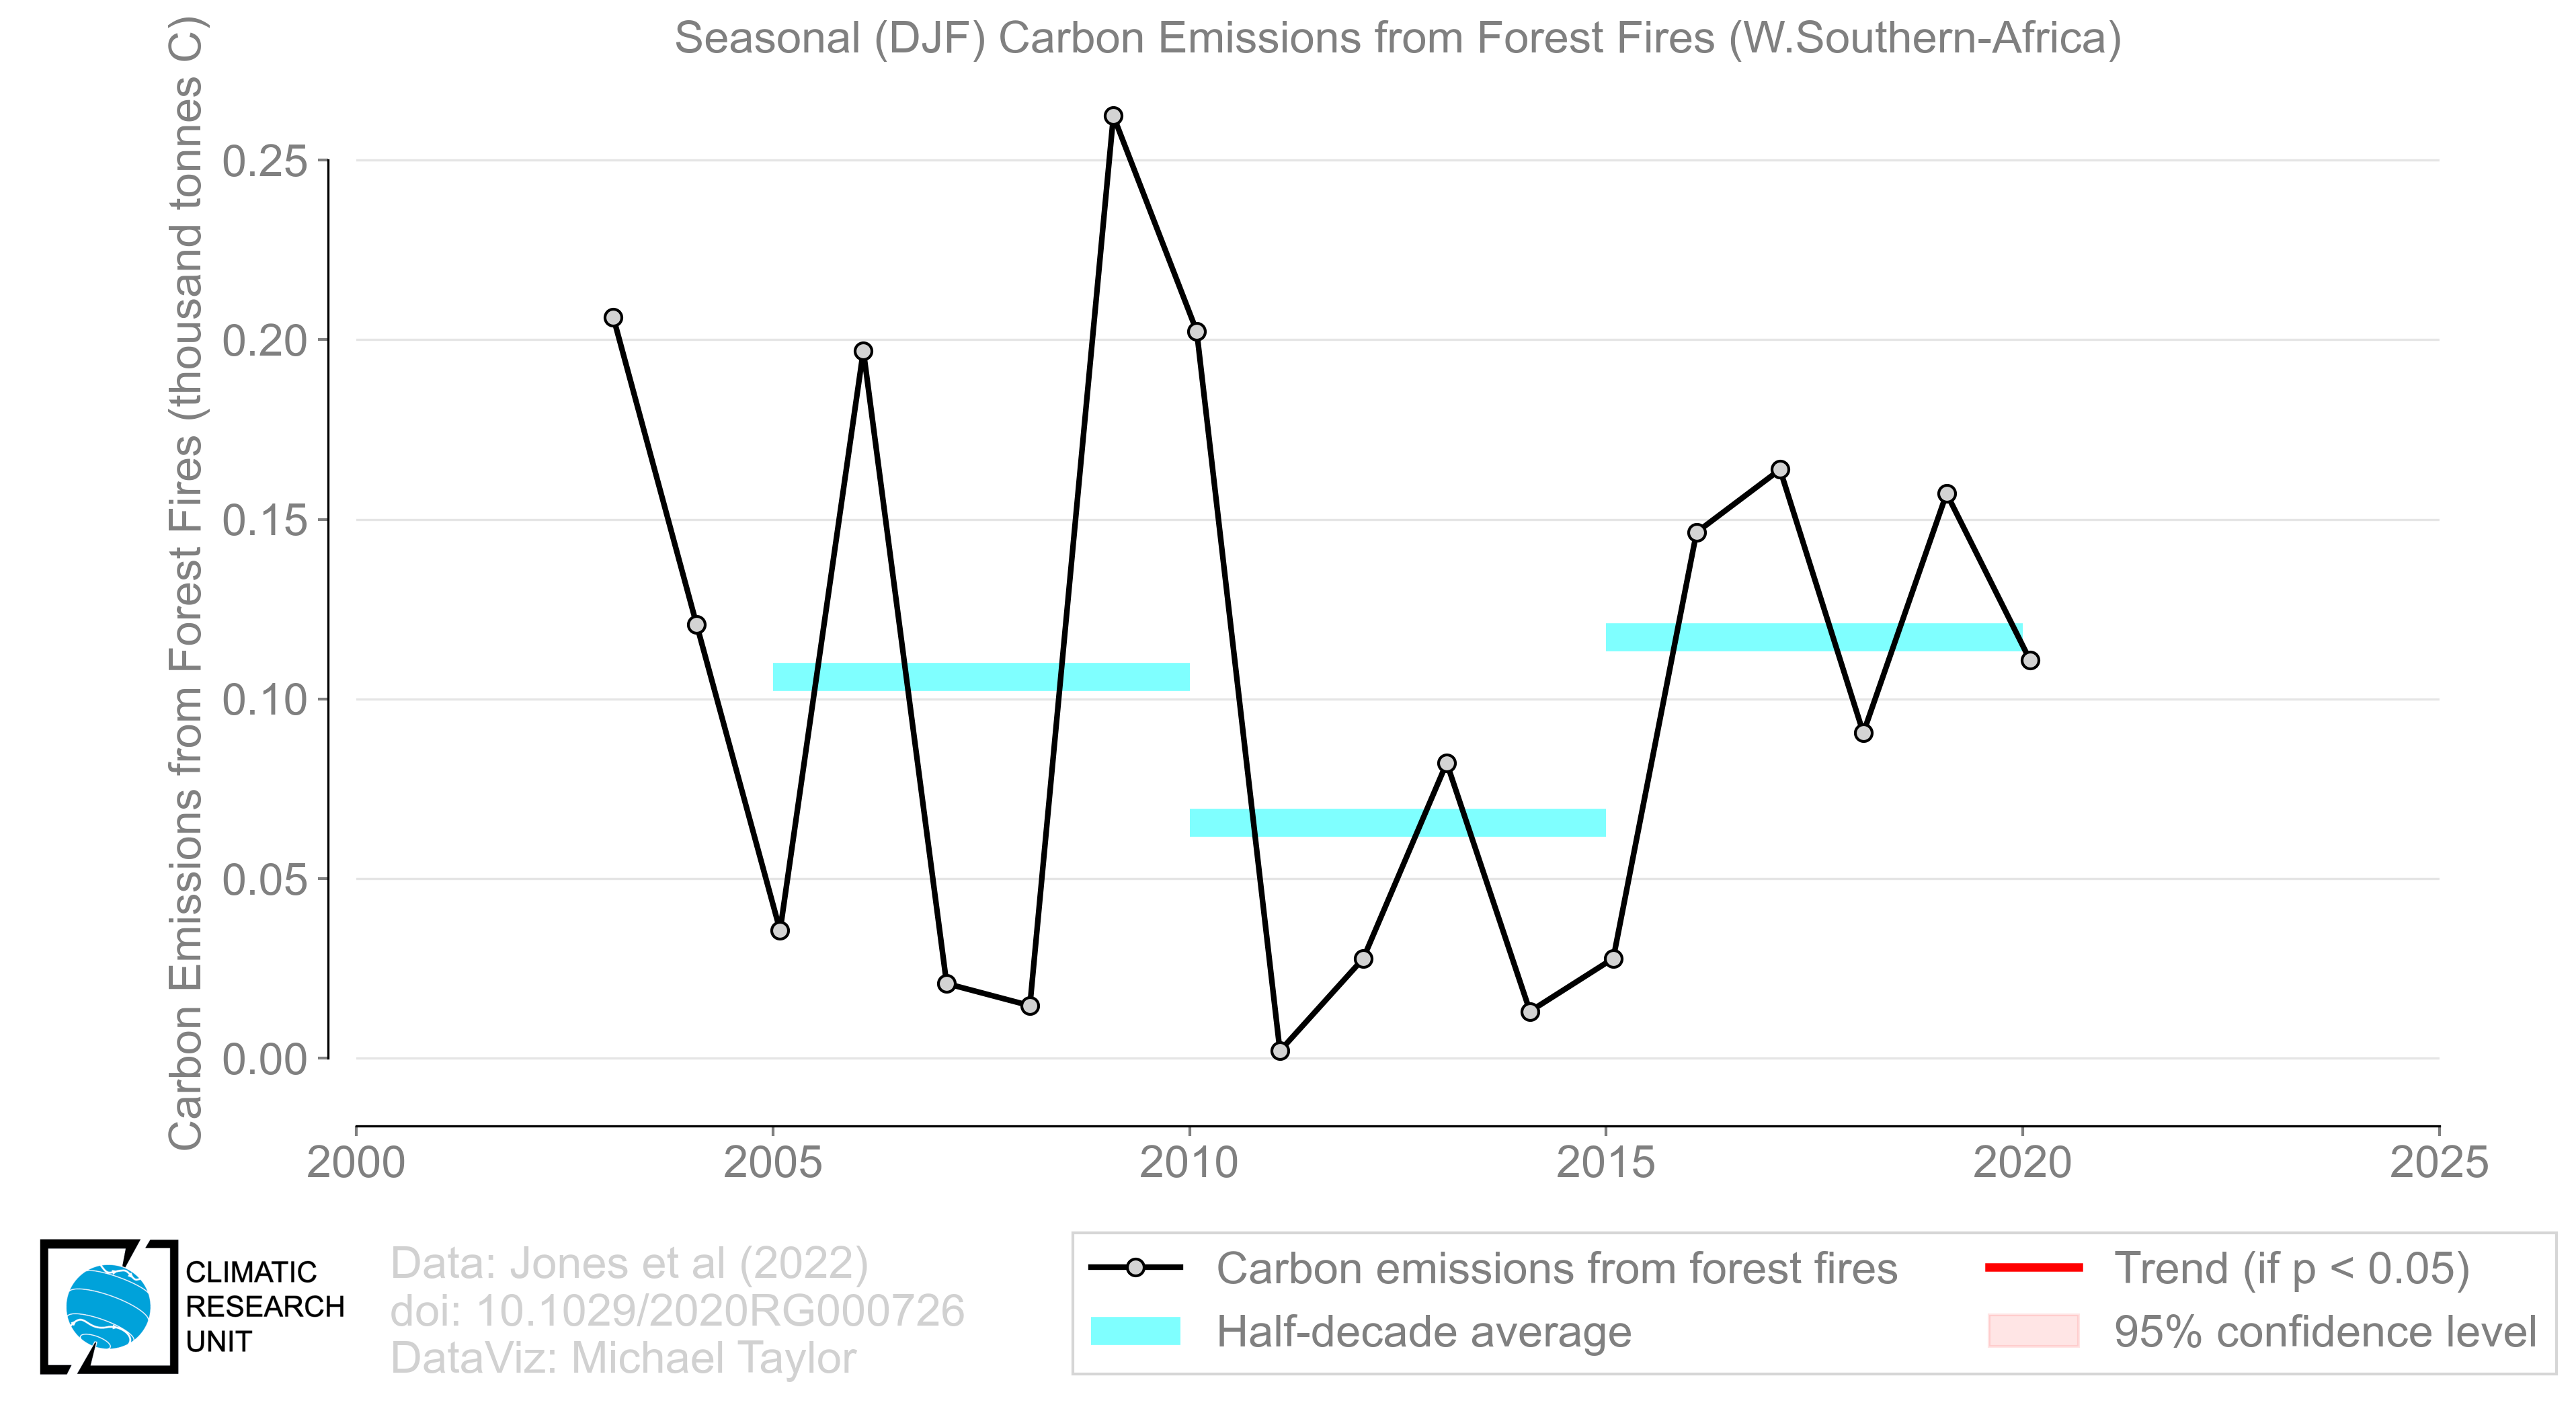 Seasonal (DJF) Carbon Emissions from Forest Fires (W.Southern-Africa)
Carbon Emissions from Forest Fires (thousand tonnes C)
0.25
0.20
0.15
0.10
0.05
0.00
2000 2005 2010 2015 2020 2025
CLIMATIC
RESEARCH
UNIT
Data: Jones et al (2022)
doi: 10.1029/2020RG000726
DataViz: Michael Taylor
Carbon emissions from forest fires
Half-decade average
Trend (if p < 0.05)
95% confidence level